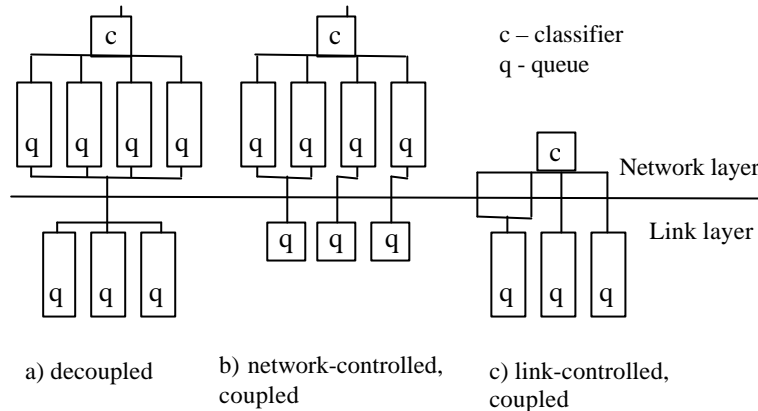 c
c
c – classifier
q - queue
q q q q
q q q q
c
Network layer
Link layer
q q q
q q q
q q q
a) decoupled
b) network-controlled,
coupled
c) link-controlled,
coupled